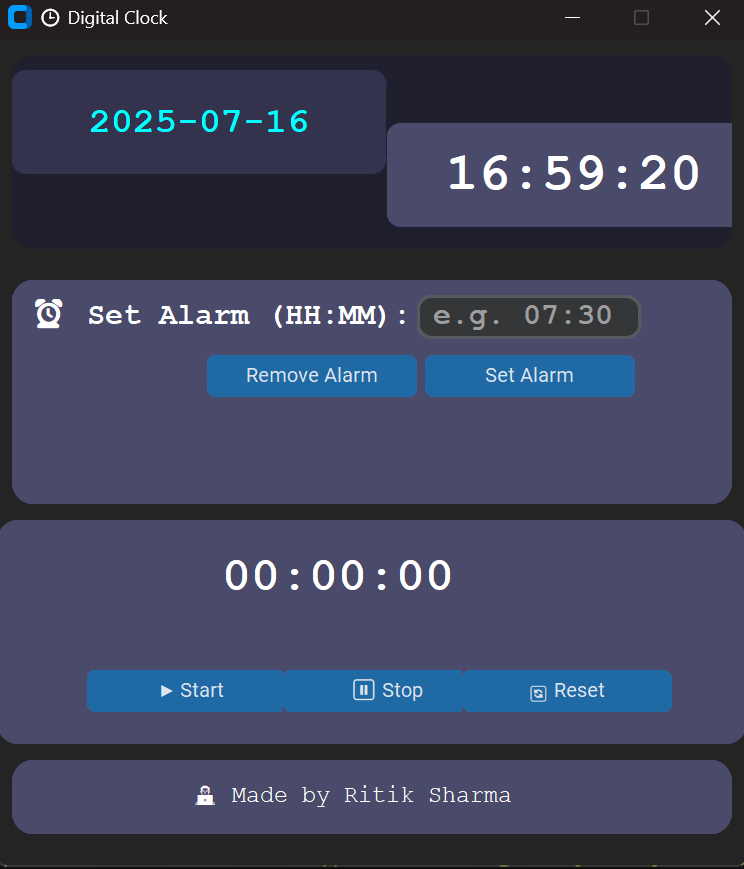 Digital Clock
2025-07-16
16:59:20
Set Alarm (HH:MM):
e.g. 07:30
Remove Alarm
Set Alarm
00:00:00
Start
Stop
Reset
Made by Ritik Sharma